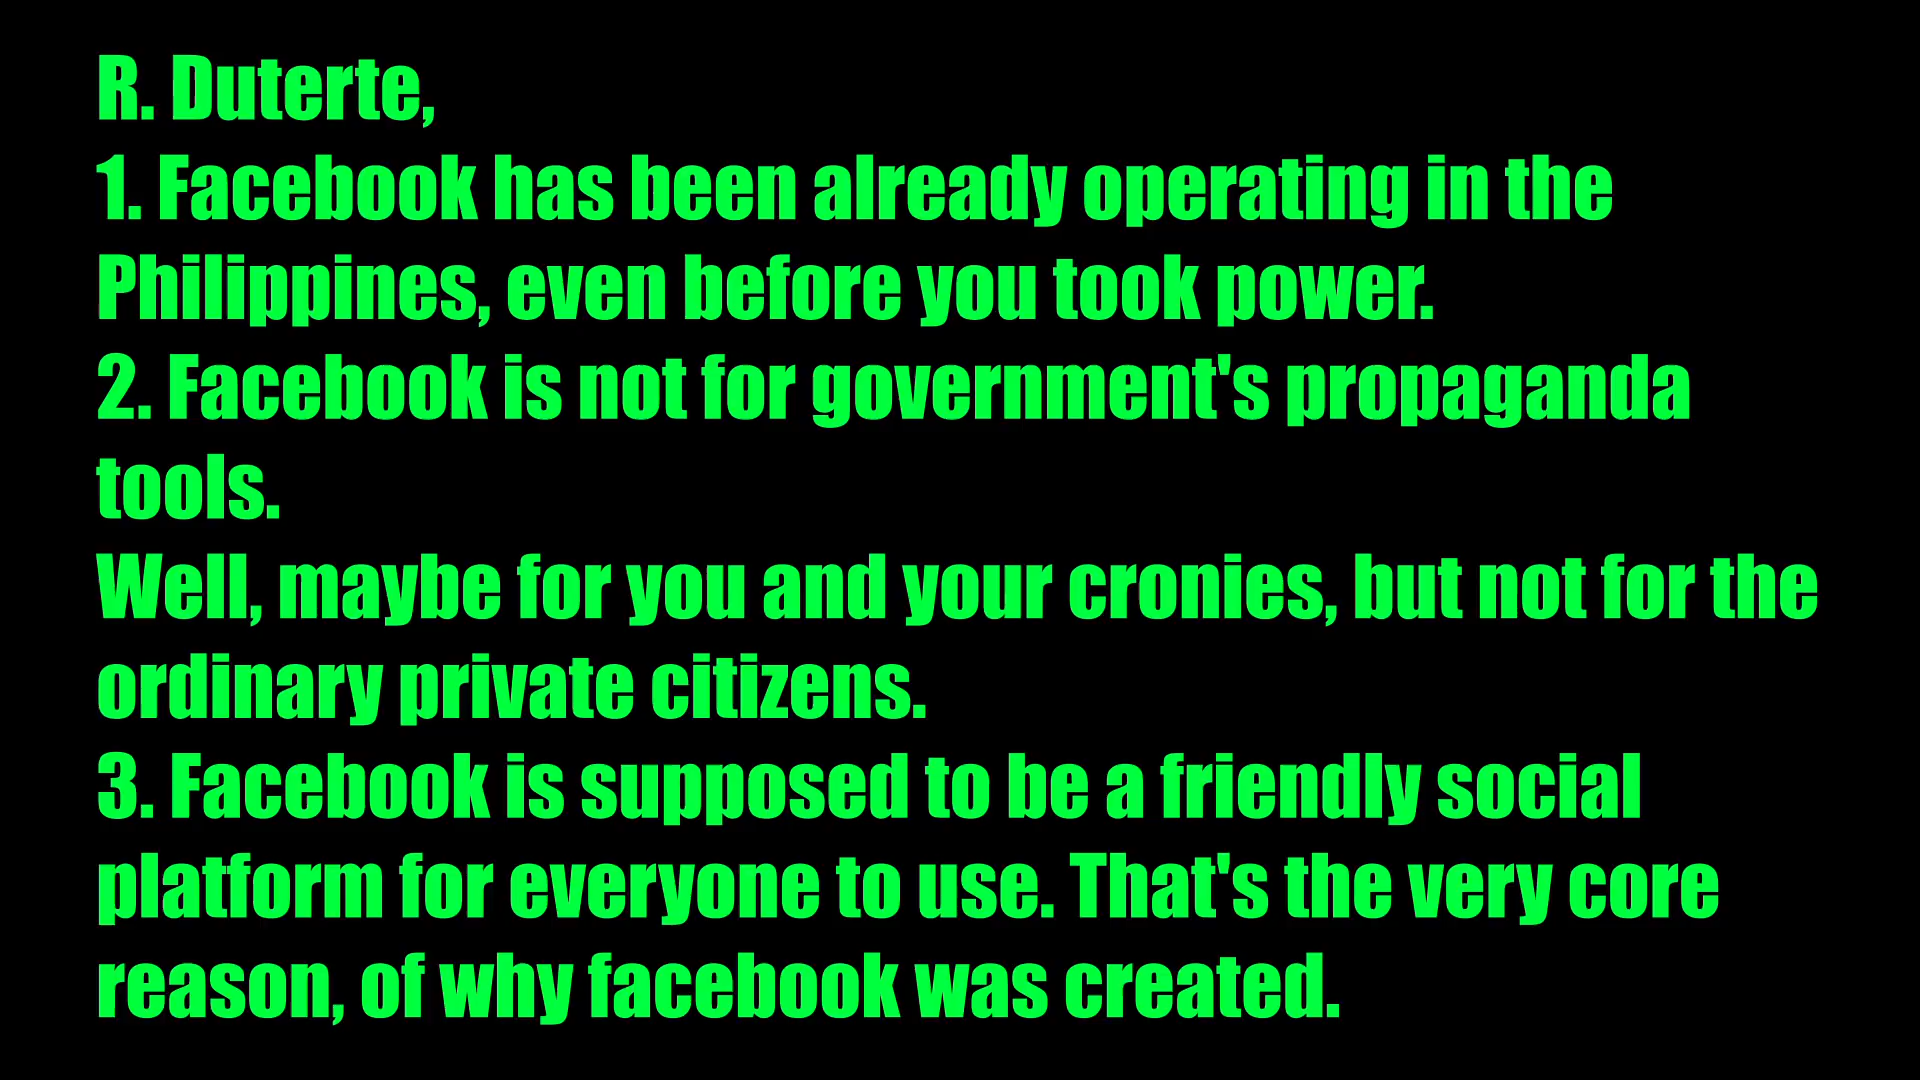 R. Duterte,
1. Facebook has been already operating in the
Philippines, even before you took power.
2. Facebook is not for government's propaganda
tools.
Well, maybe for you and your cronies, but not for the
ordinary private citizens.
3. Facebook is supposed to be a friendly social
platform for everyone to use. That's the very core
reason, of why facebook was created.